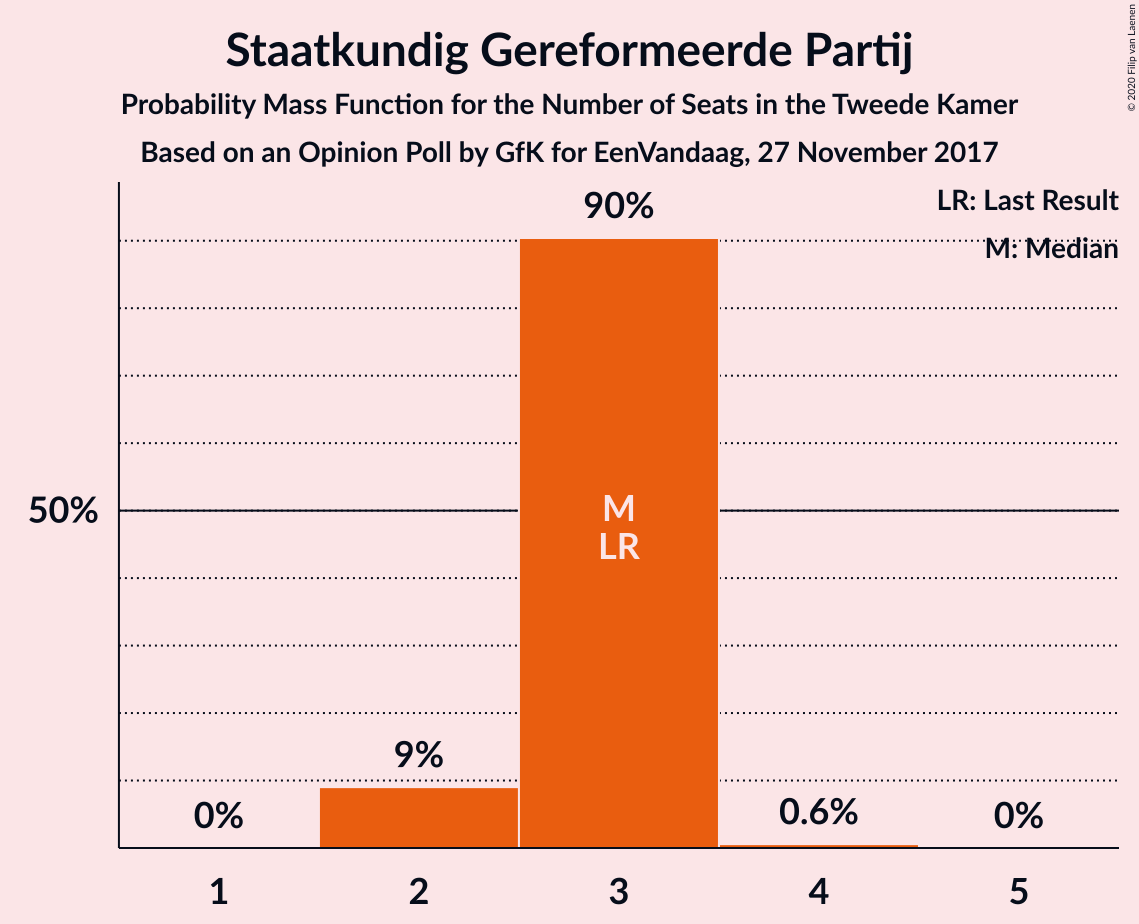 Staatkundig Gereformeerde Partij
Probability Mass Function for the Number of Seats in the Tweede Kamer
Based on an Opinion Poll by GfK for EenVandaag, 27 November 2017
© 2020 Filip van Laenen
LR: Last Result
M: Median
90%
50%
M
LR
9%
0%
0.6%
0%
1 2 3 4 5